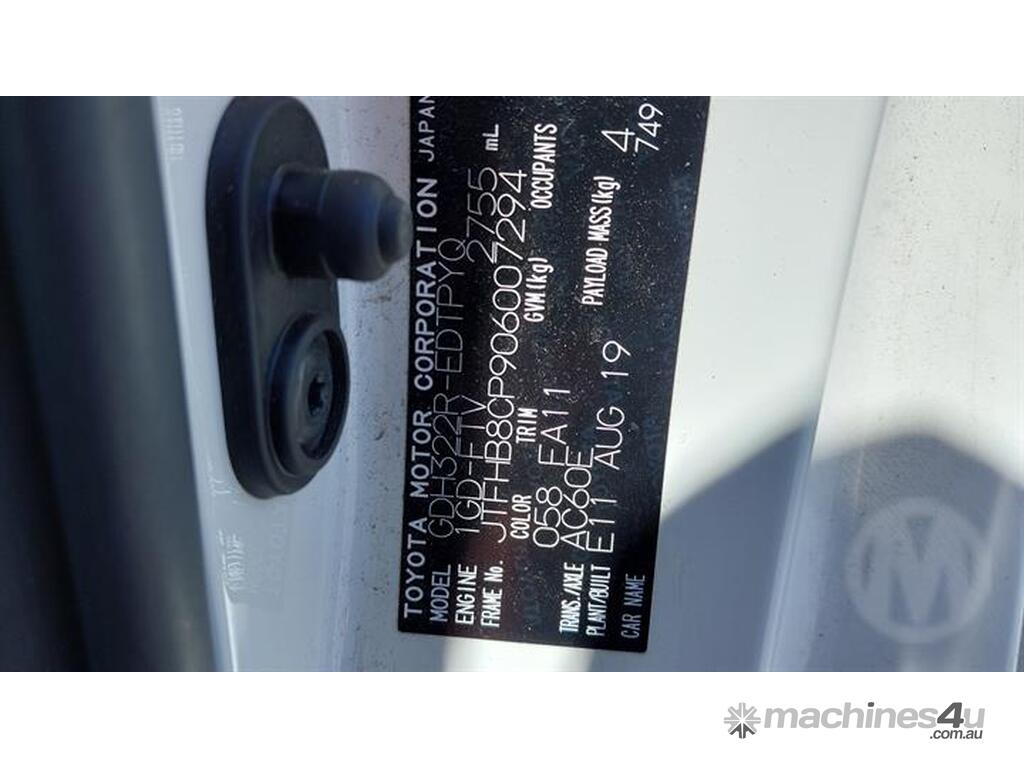 TOYOTA MOTOR CORPORATION JAPAN
MODEL GDH322R-EDTPYQ
ENGINE 1GD-FTV 2755 mL
FRAME No. JTFHB8CP906007294
COLOR TRIM GVM(kg) OCCUPANTS
058 FA11 4
TRANS./AXLE AC60E PAYLOAD MASS(kg) 749
PLANT/BUILT E11 AUG 19
CAR NAME
M
machines4u
.com.au